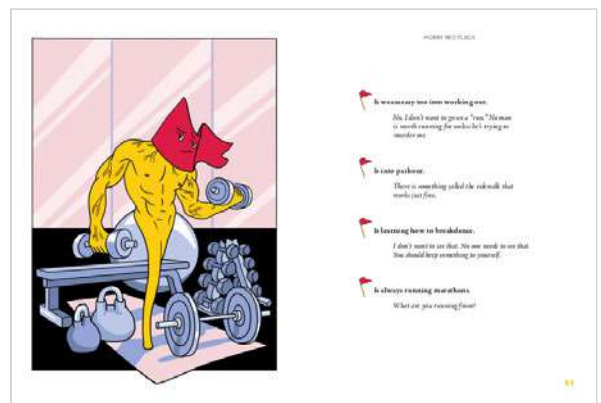 HOBBY RED FLAGS
Is waaaaaay too into working out.
No, I don't want to go on a "run." No man
is worth running for unless he's trying to
murder me.
Is into parkour.
There is something called the sidewalk that
works just fine.
Is learning how to breakdance.
I don't want to see that. No one needs to see that.
You should keep something to yourself.
Is always running marathons.
What are you running from?